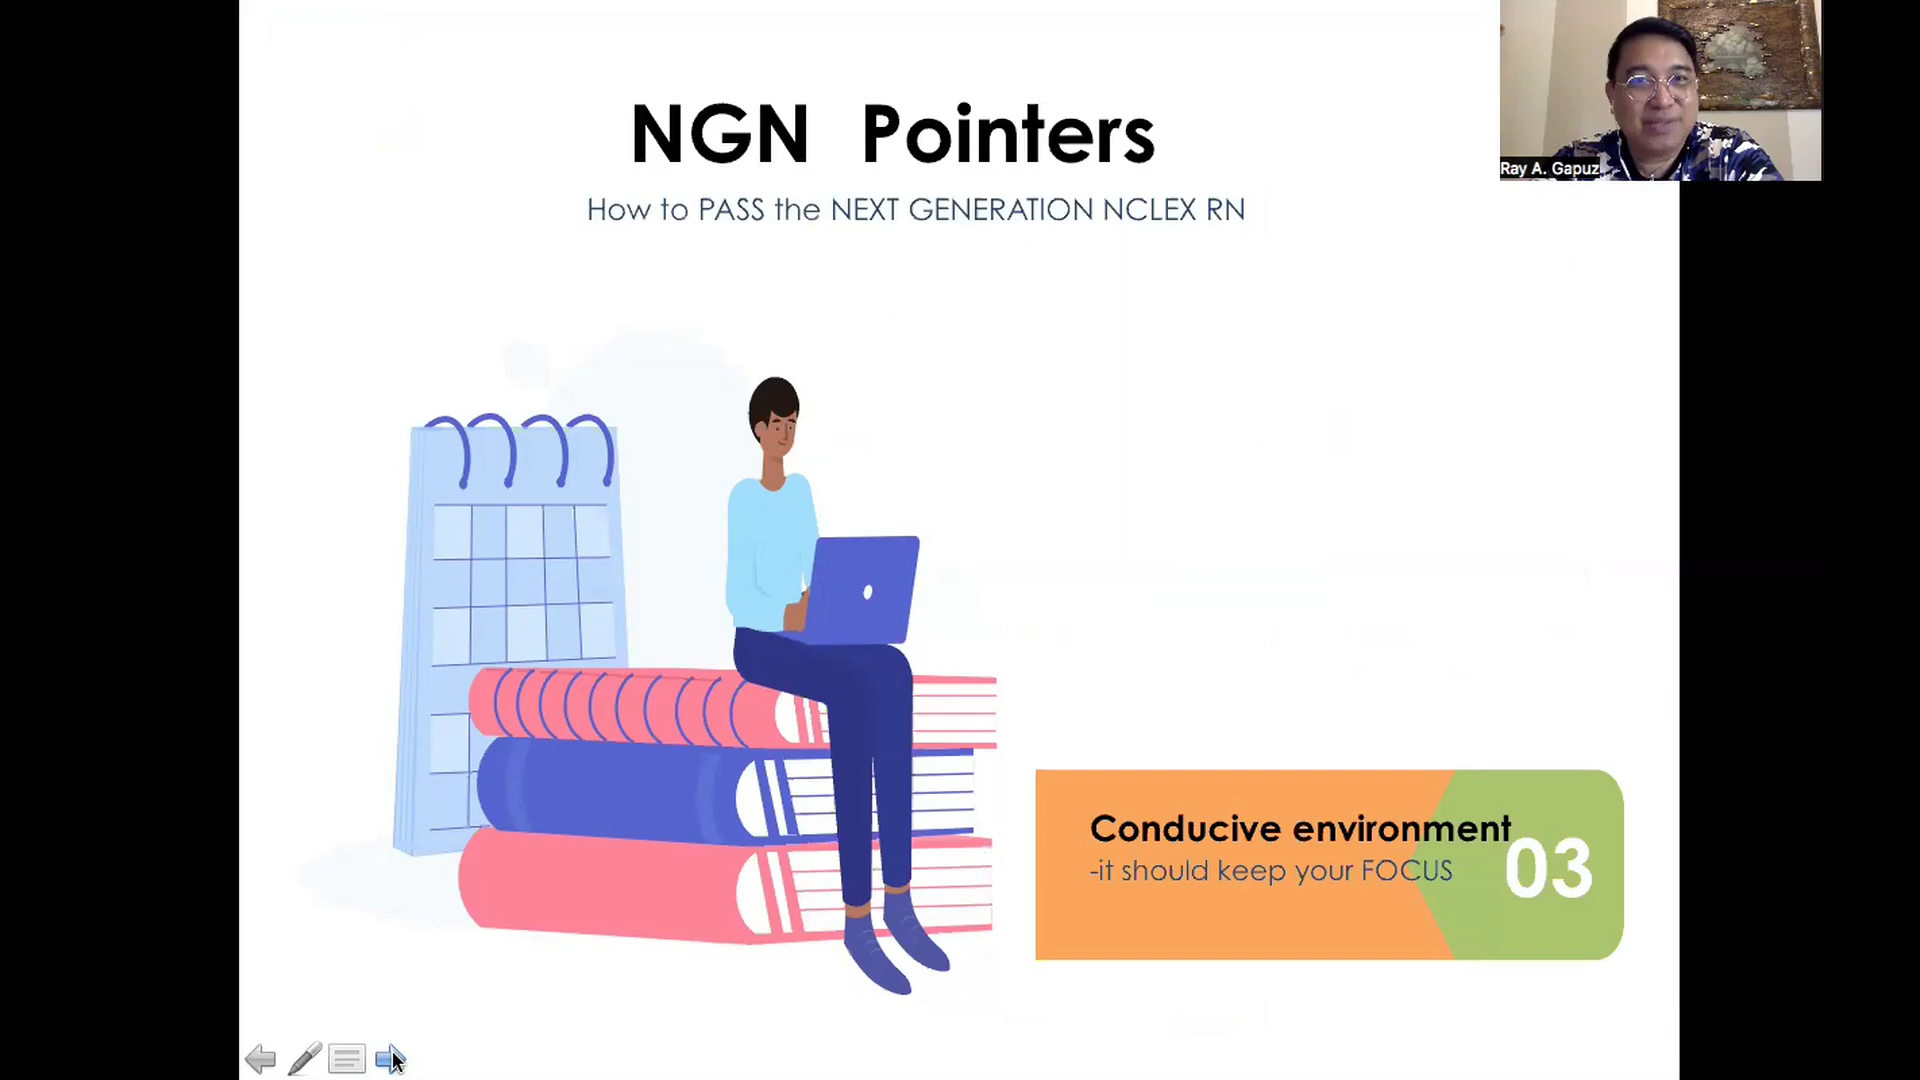 NGN Pointers
How to PASS the NEXT GENERATION NCLEX RN
Ray A. Gapuz
Conducive environment
-it should keep your FOCUS
03